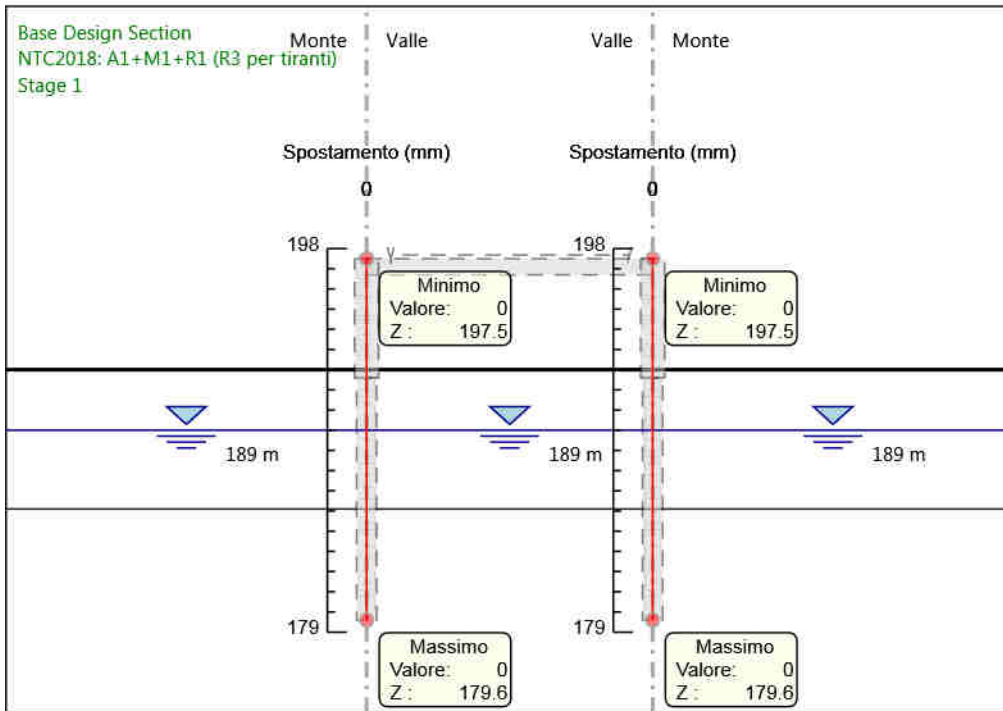 Base Design Section
NTC2018: A1+M1+R1 (R3 per tiranti)
Stage 1
Monte Valle Valle Monte
Spostamento (mm) Spostamento (mm)
0 0
198 198
Minimo Minimo
Valore: 0 Valore: 0
Z : 197.5 Z : 197.5
189 m 189 m 189 m
179 179
Massimo Massimo
Valore: 0 Valore: 0
Z : 179.6 Z : 179.6